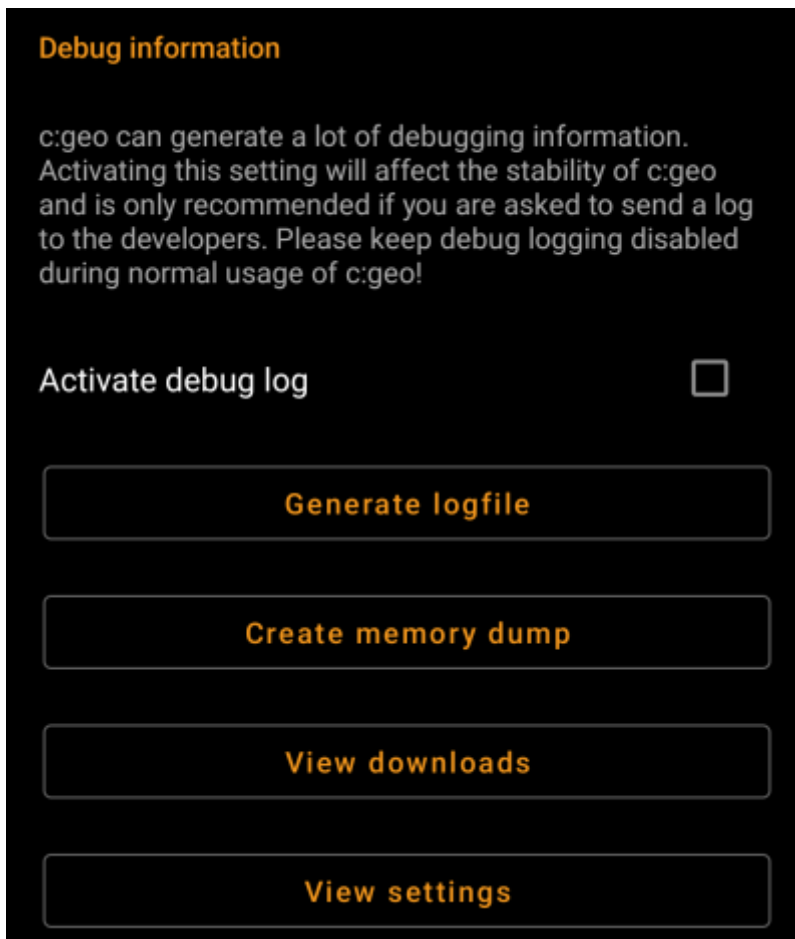 Debug information
c:geo can generate a lot of debugging information.
Activating this setting will affect the stability of c:geo
and is only recommended if you are asked to send a log
to the developers. Please keep debug logging disabled
during normal usage of c:geo!
Activate debug log
Generate logfile
Create memory dump
View downloads
View settings